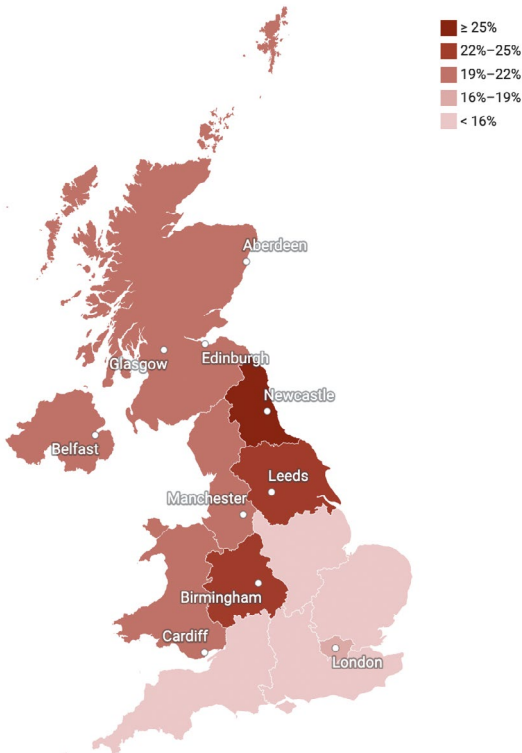 ≥ 25%
22%–25%
19%–22%
16%–19%
< 16%
Aberdeen
Edinburgh
Glasgow
Newcastle
Belfast
Leeds
Manchester
Birmingham
Cardiff
London